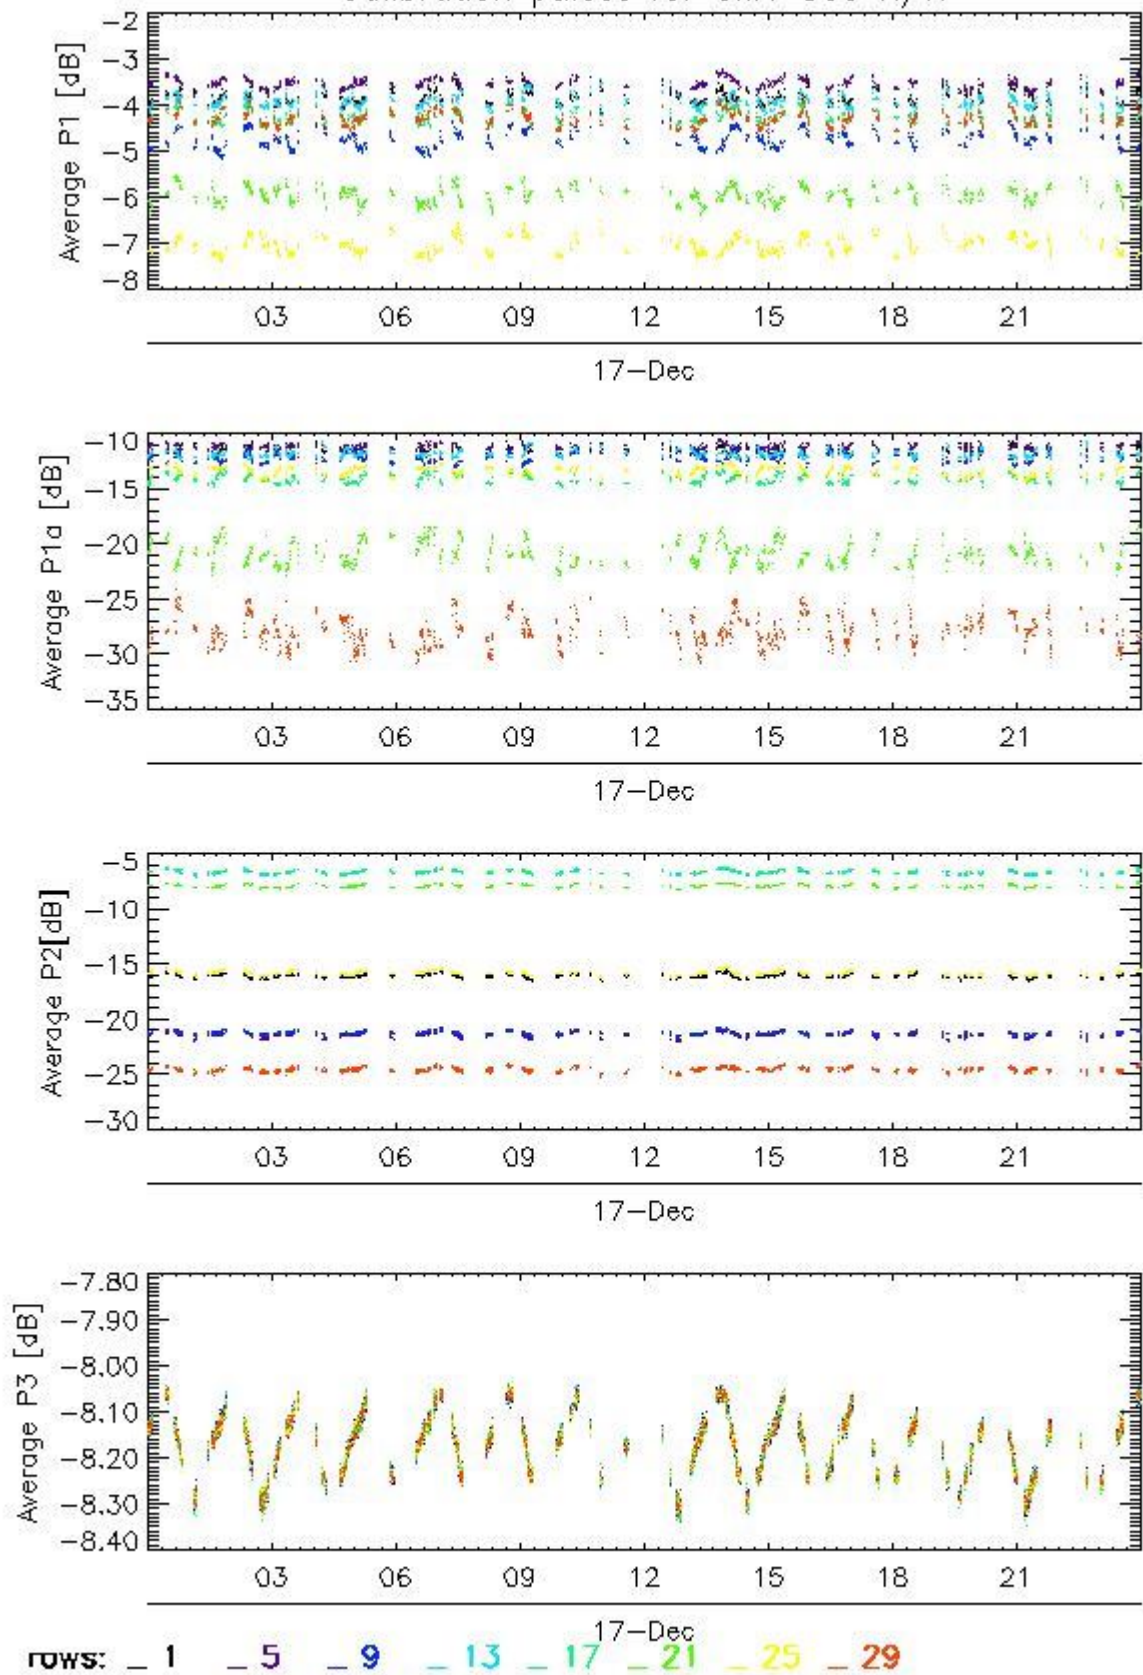 Average P1 [dB]
-2
-3
-4
-5
-6
-7
-8
03 06 09 12 15 18 21
17-Dec
Average P1a [dB]
-10
-15
-20
-25
-30
-35
03 06 09 12 15 18 21
17-Dec
Average P2[dB]
-5
-10
-15
-20
-25
-30
03 06 09 12 15 18 21
17-Dec
Average P3 [dB]
-7.80
-7.90
-8.00
-8.10
-8.20
-8.30
-8.40
03 06 09 12 15 18 21
17-Dec
rows: _ 1 _ 5 _ 9 _ 13 _ 17 _ 21 _ 25 _ 29